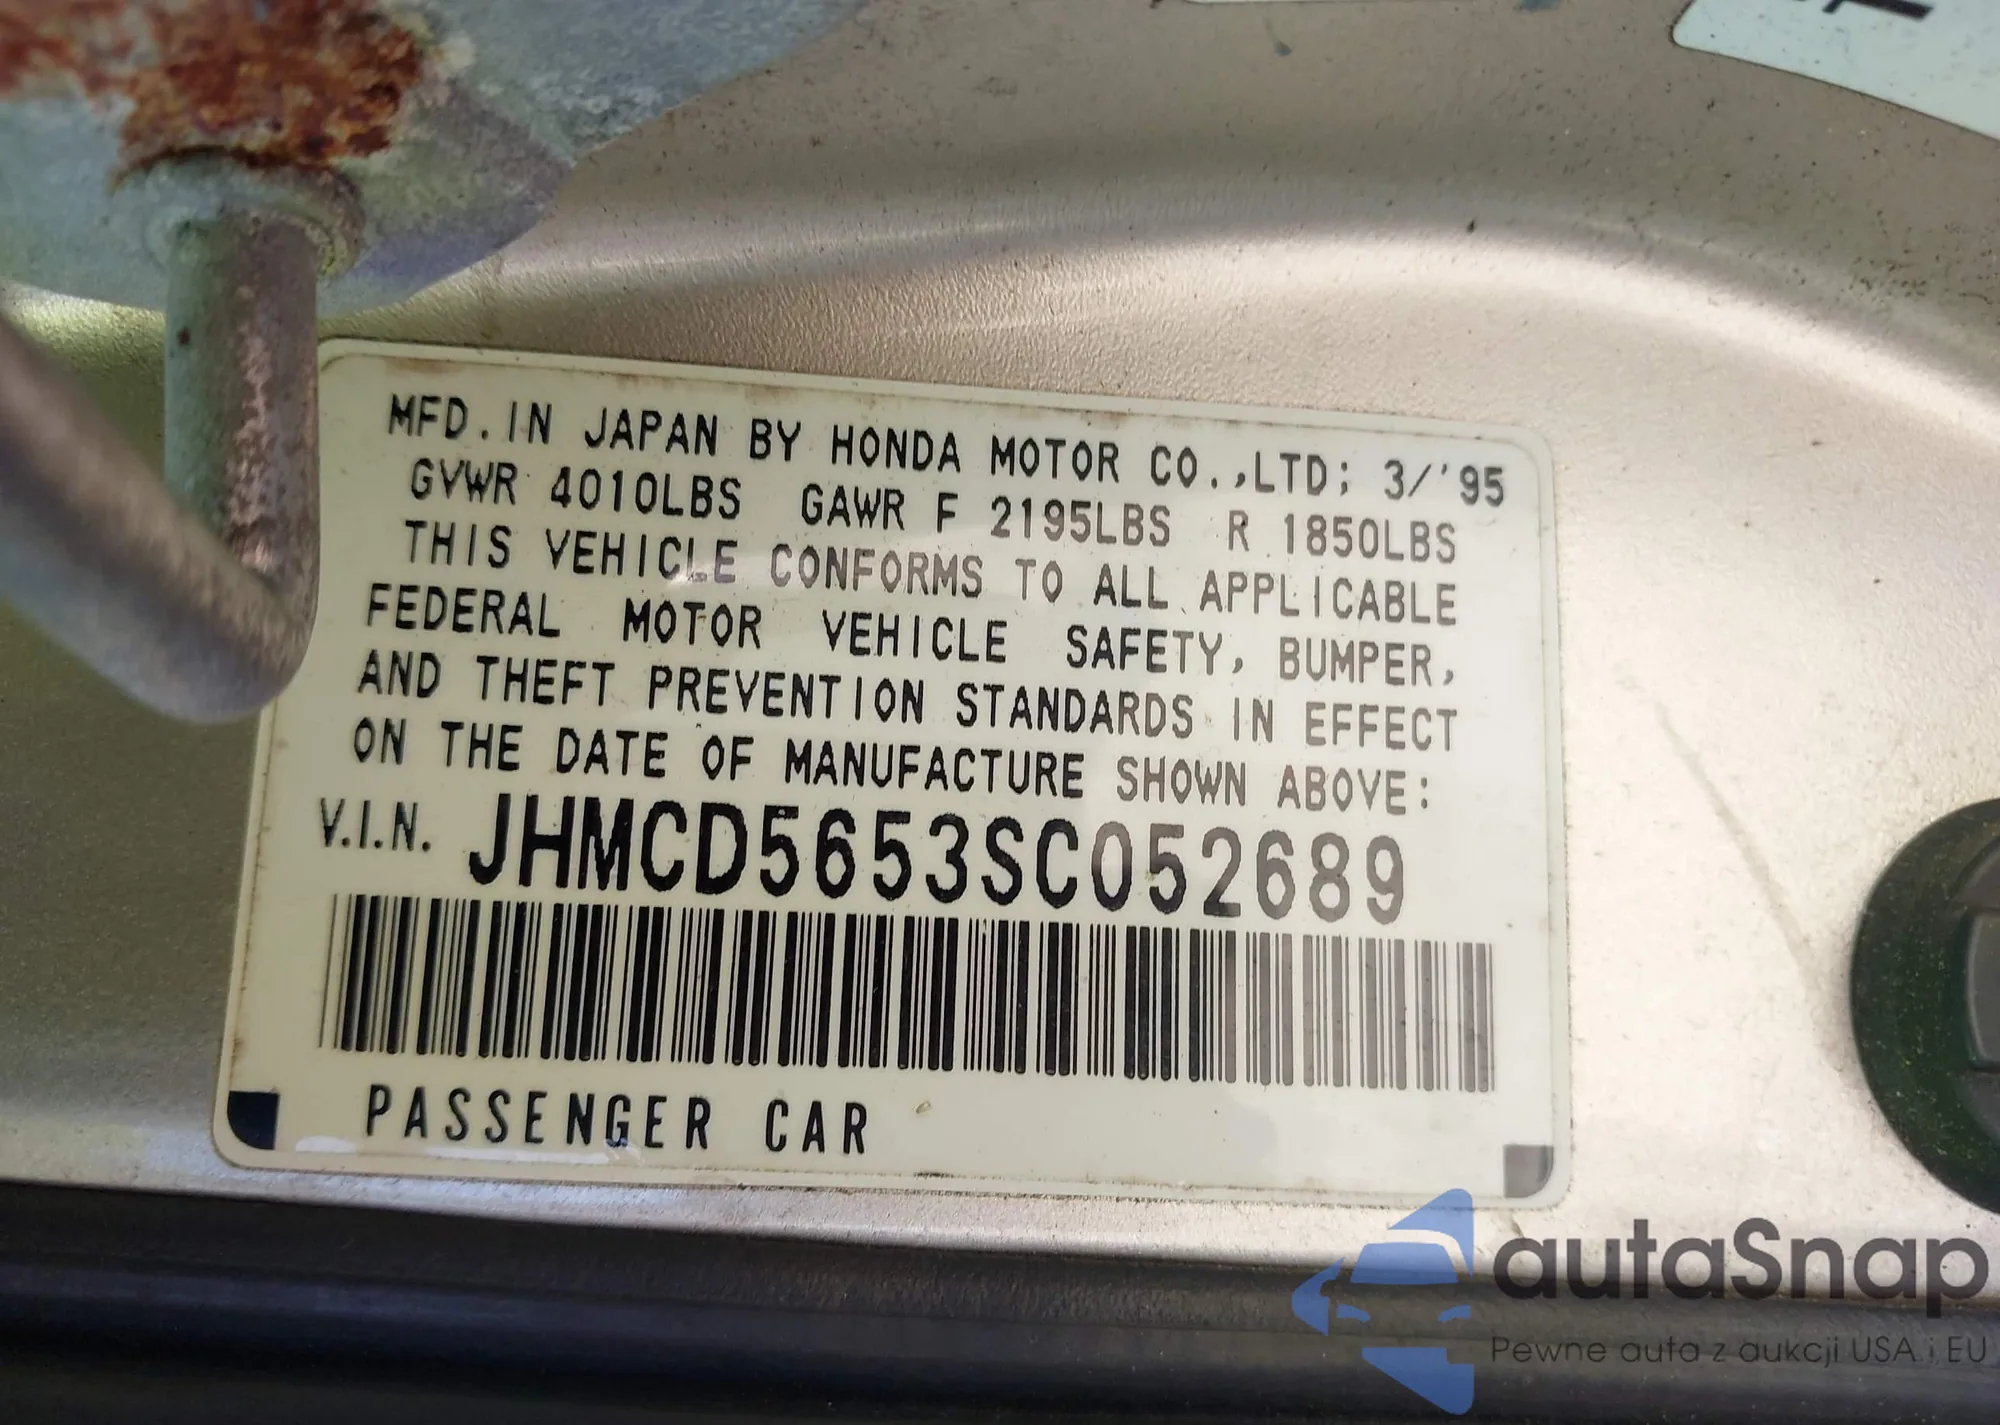 MFD. IN JAPAN BY HONDA MOTOR CO.,LTD; 3/'95
GVWR 4010LBS GAWR F 2195LBS R 1850LBS
THIS VEHICLE CONFORMS TO ALL APPLICABLE
FEDERAL MOTOR VEHICLE SAFETY, BUMPER,
AND THEFT PREVENTION STANDARDS IN EFFECT
ON THE DATE OF MANUFACTURE SHOWN ABOVE:
V.I.N. JHMCD5653SC052689
PASSENGER CAR
autaSnap
Pewne auta z aukcji USA i EU